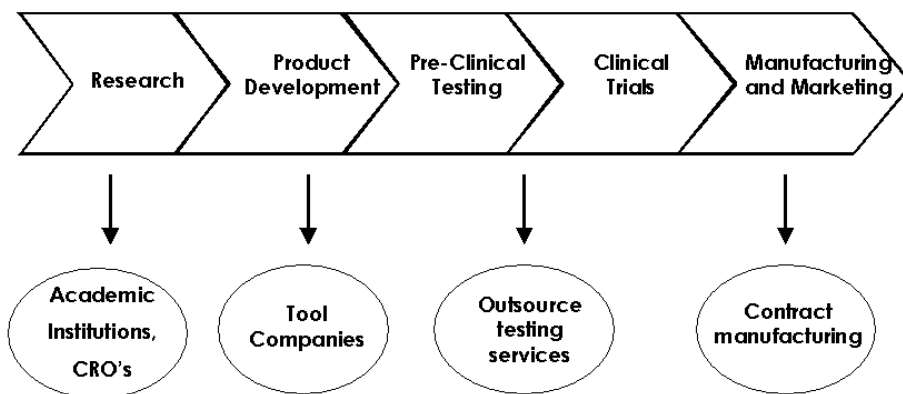 Research
Product
Development
Pre-Clinical
Testing
Clinical
Trials
Manufacturing
and Marketing
Academic
Institutions,
CRO's
Tool
Companies
Outsource
testing
services
Contract
manufacturing